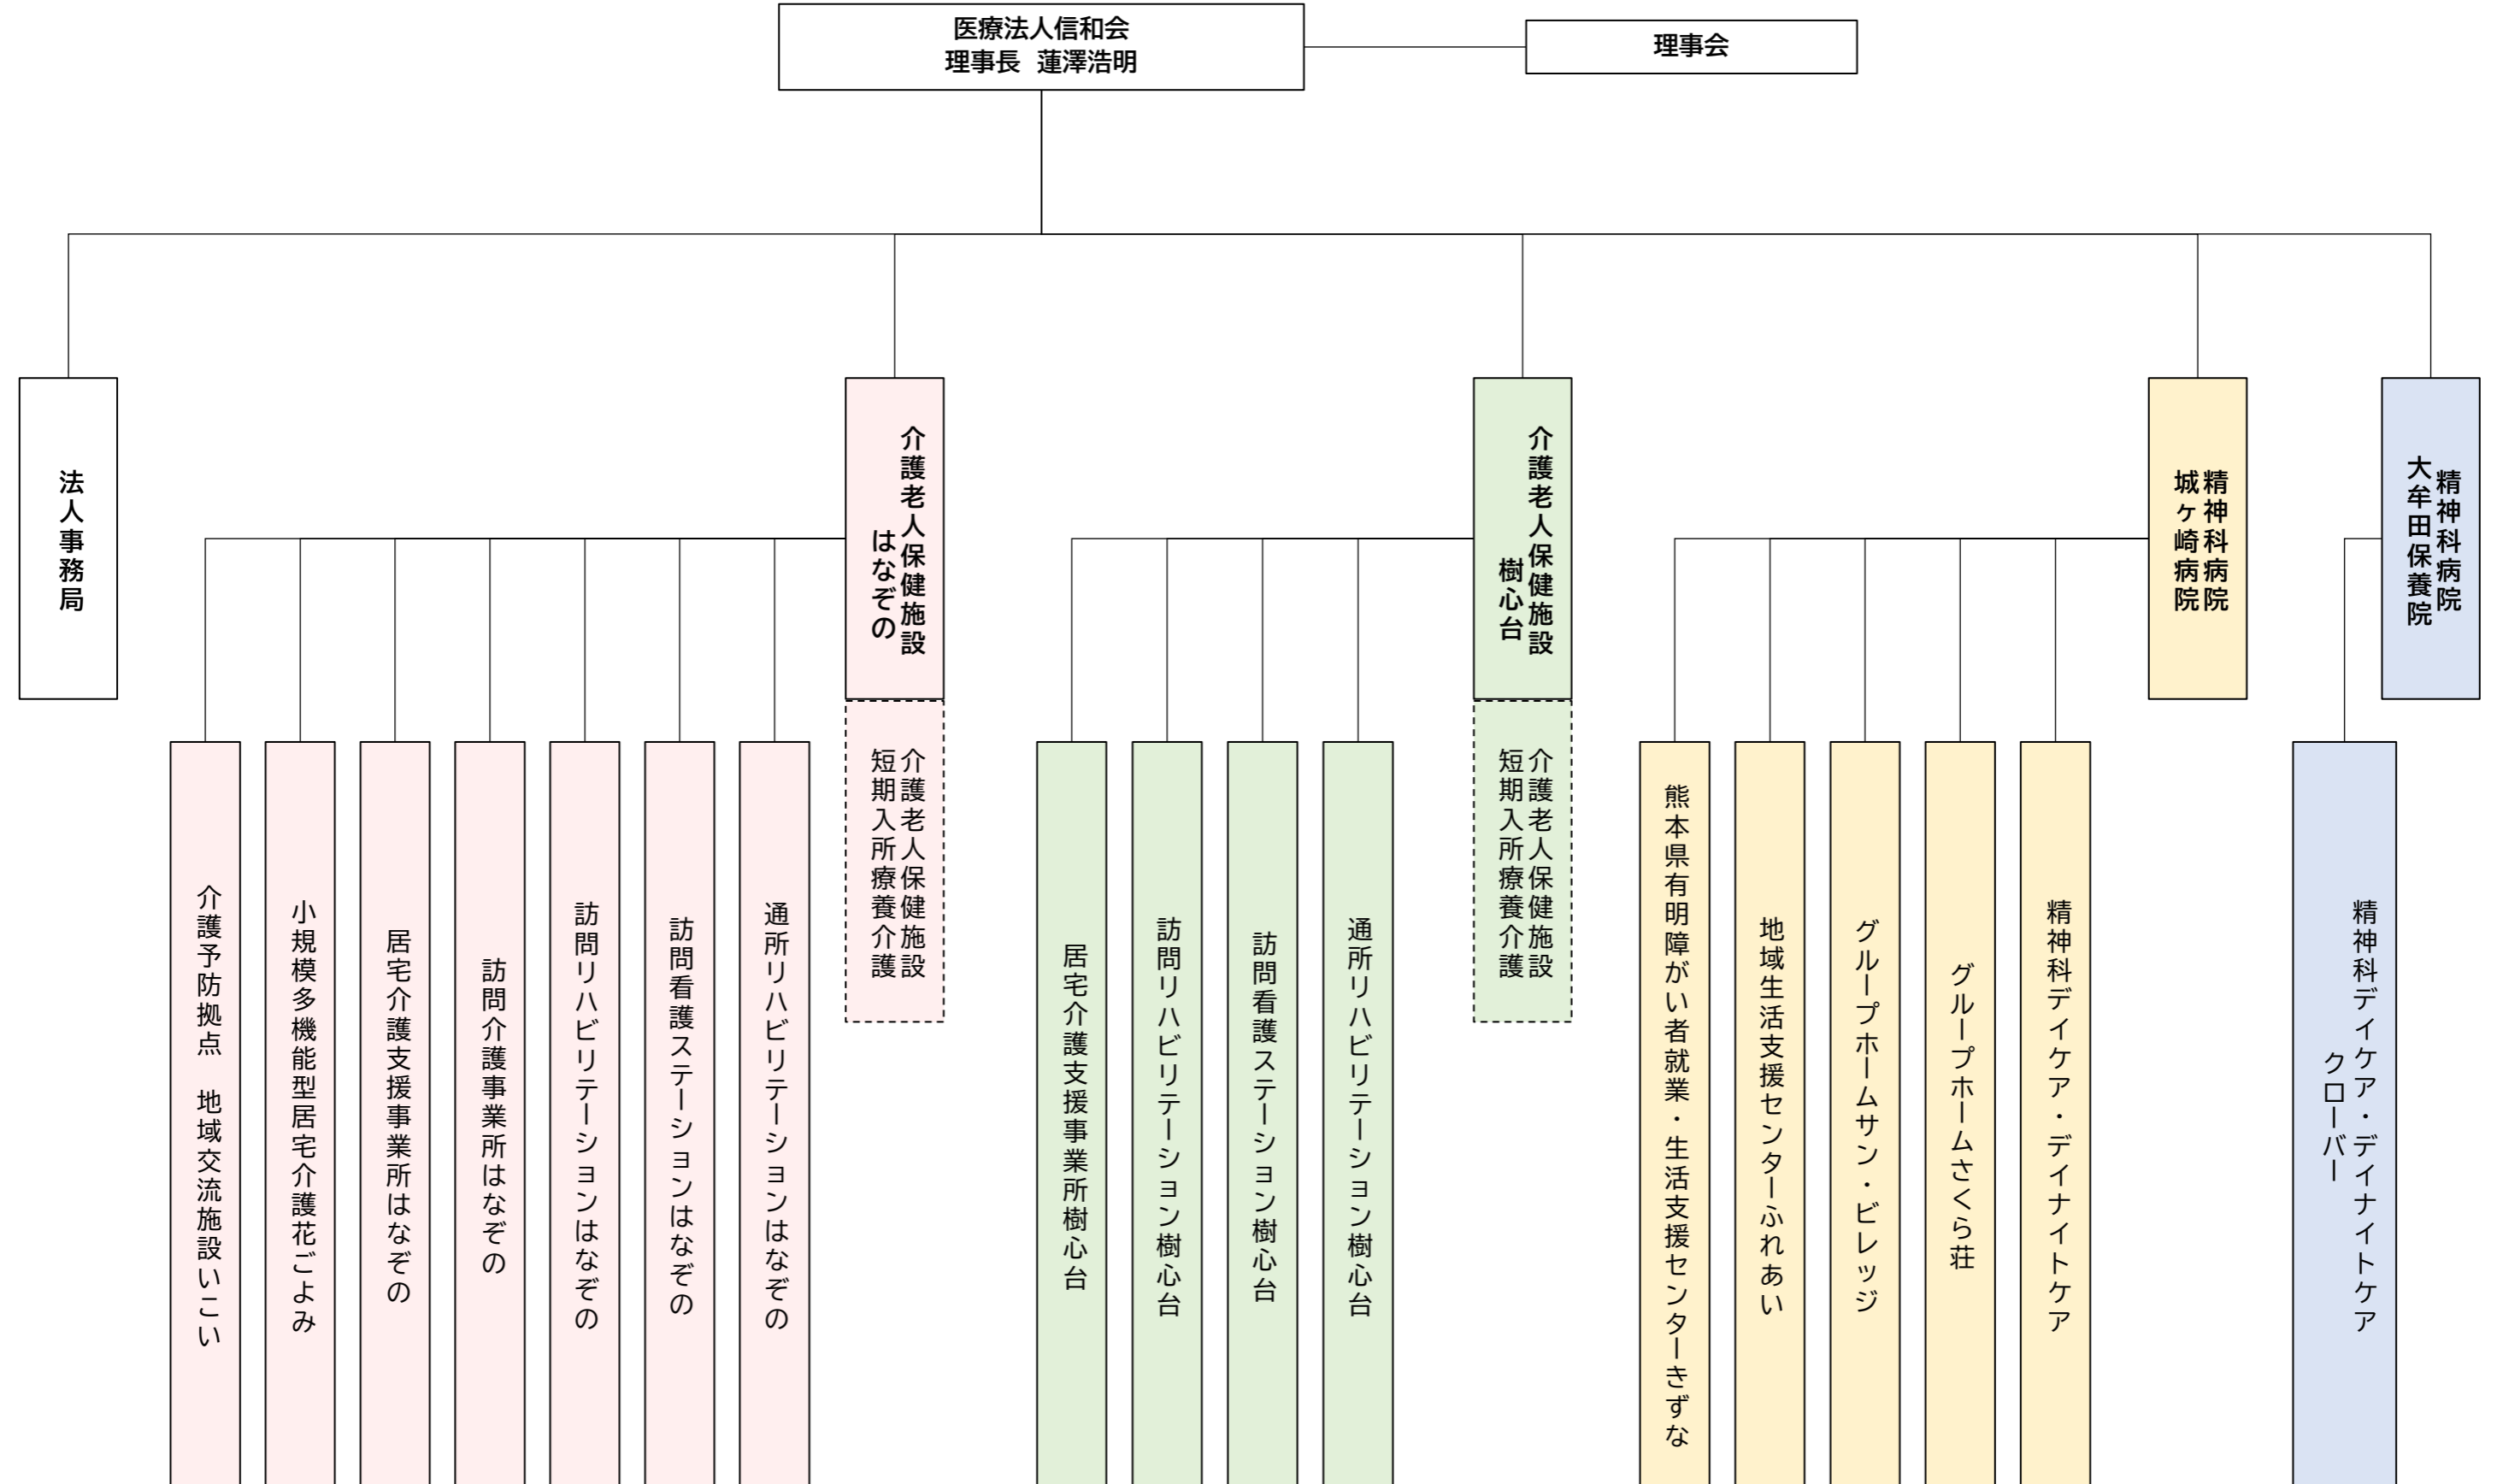 医療法人信和会
理事長 蓮澤浩明
理事会
精神科病院
大牟田保養院
精神科病院
城ヶ崎病院
介護老人保健施設
樹心台
介護老人保健施設
はなぞの
法人事務局
介護老人保健施設
短期入所療養介護
介護老人保健施設
短期入所療養介護
精神科デイケア・デイナイトケア
クローバー
精神科デイケア・デイナイトケア
グループホームさくら荘
グループホームサン・ビレッジ
地域生活支援センターふれあい
熊本県有明障がい者就業・生活支援センターきずな
通所リハビリテーション樹心台
訪問看護ステーション樹心台
訪問リハビリテーション樹心台
居宅介護支援事業所樹心台
通所リハビリテーションはなぞの
訪問看護ステーションはなぞの
訪問リハビリテーションはなぞの
訪問介護事業所はなぞの
居宅介護支援事業所はなぞの
小規模多機能型居宅介護花ごよみ
介護予防拠点 地域交流施設いこい